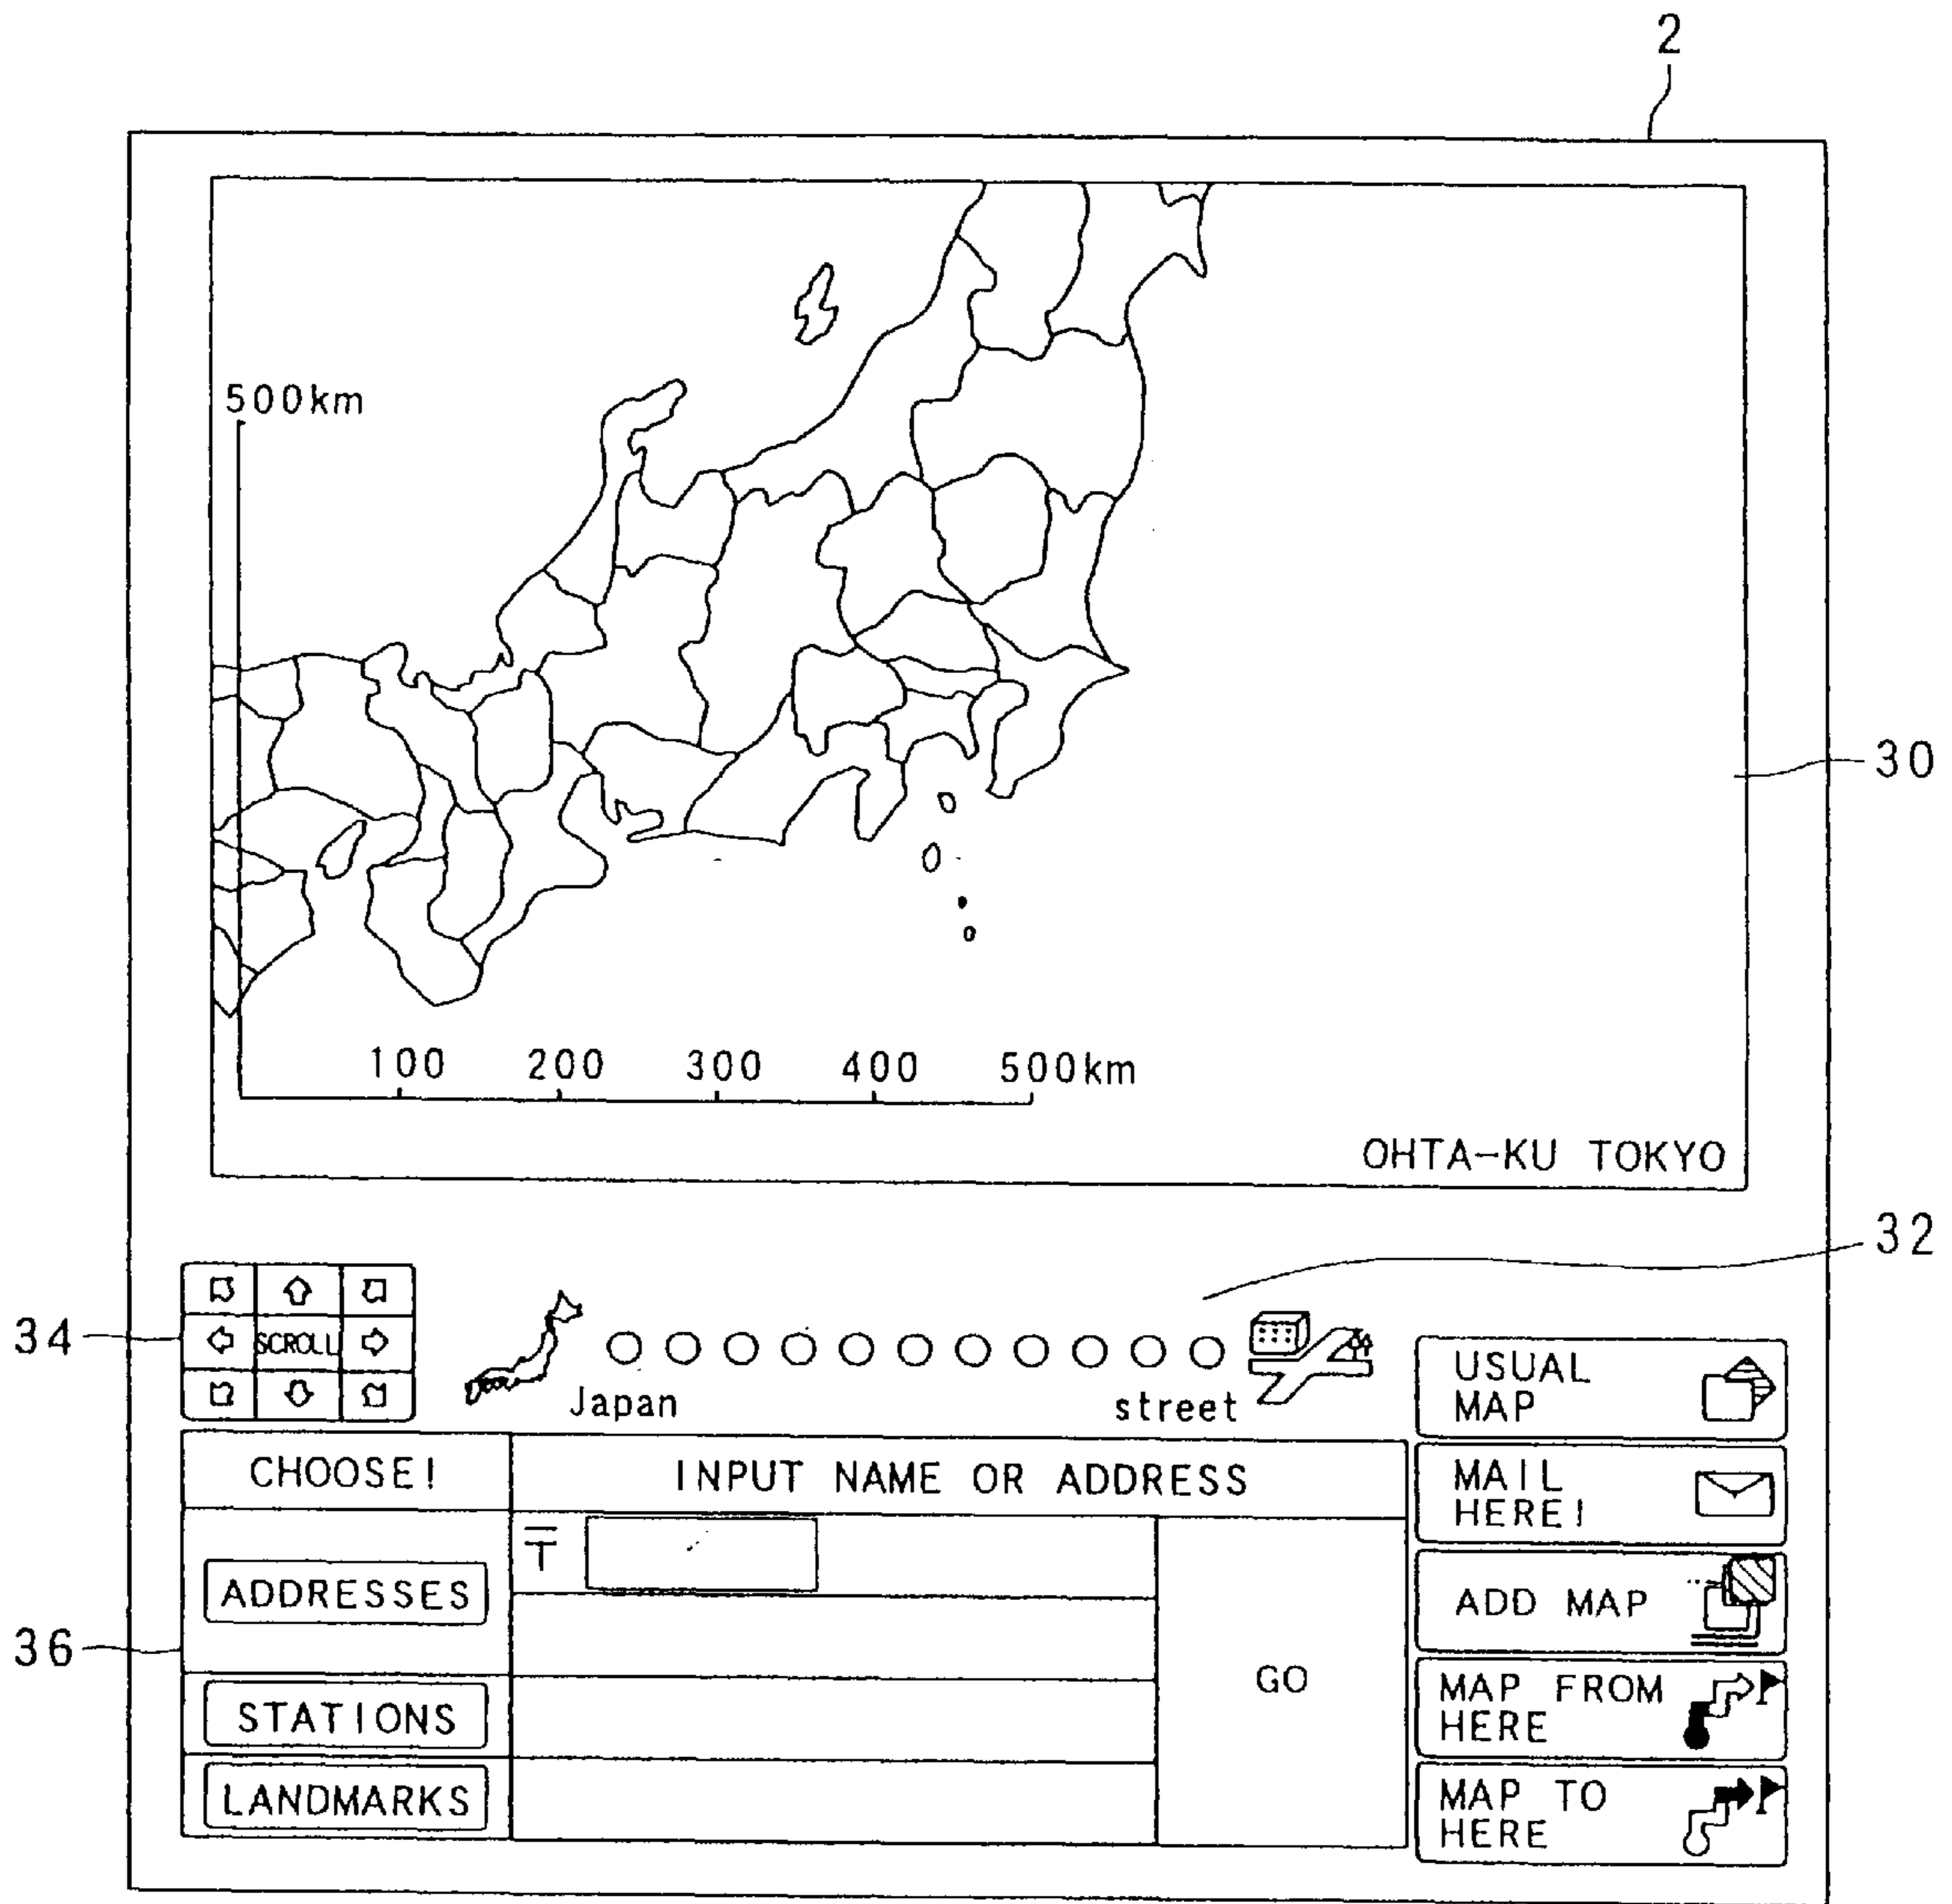 2
500km
30
100 200 300 400 500km
OHTA-KU TOKYO
32
34
SCROLL
Japan
street
USUAL
MAP
CHOOSE!
INPUT NAME OR ADDRESS
MAIL
HERE!
〒
ADDRESSES
ADD MAP
36
GO
MAP FROM
HERE
STATIONS
LANDMARKS
MAP TO
HERE